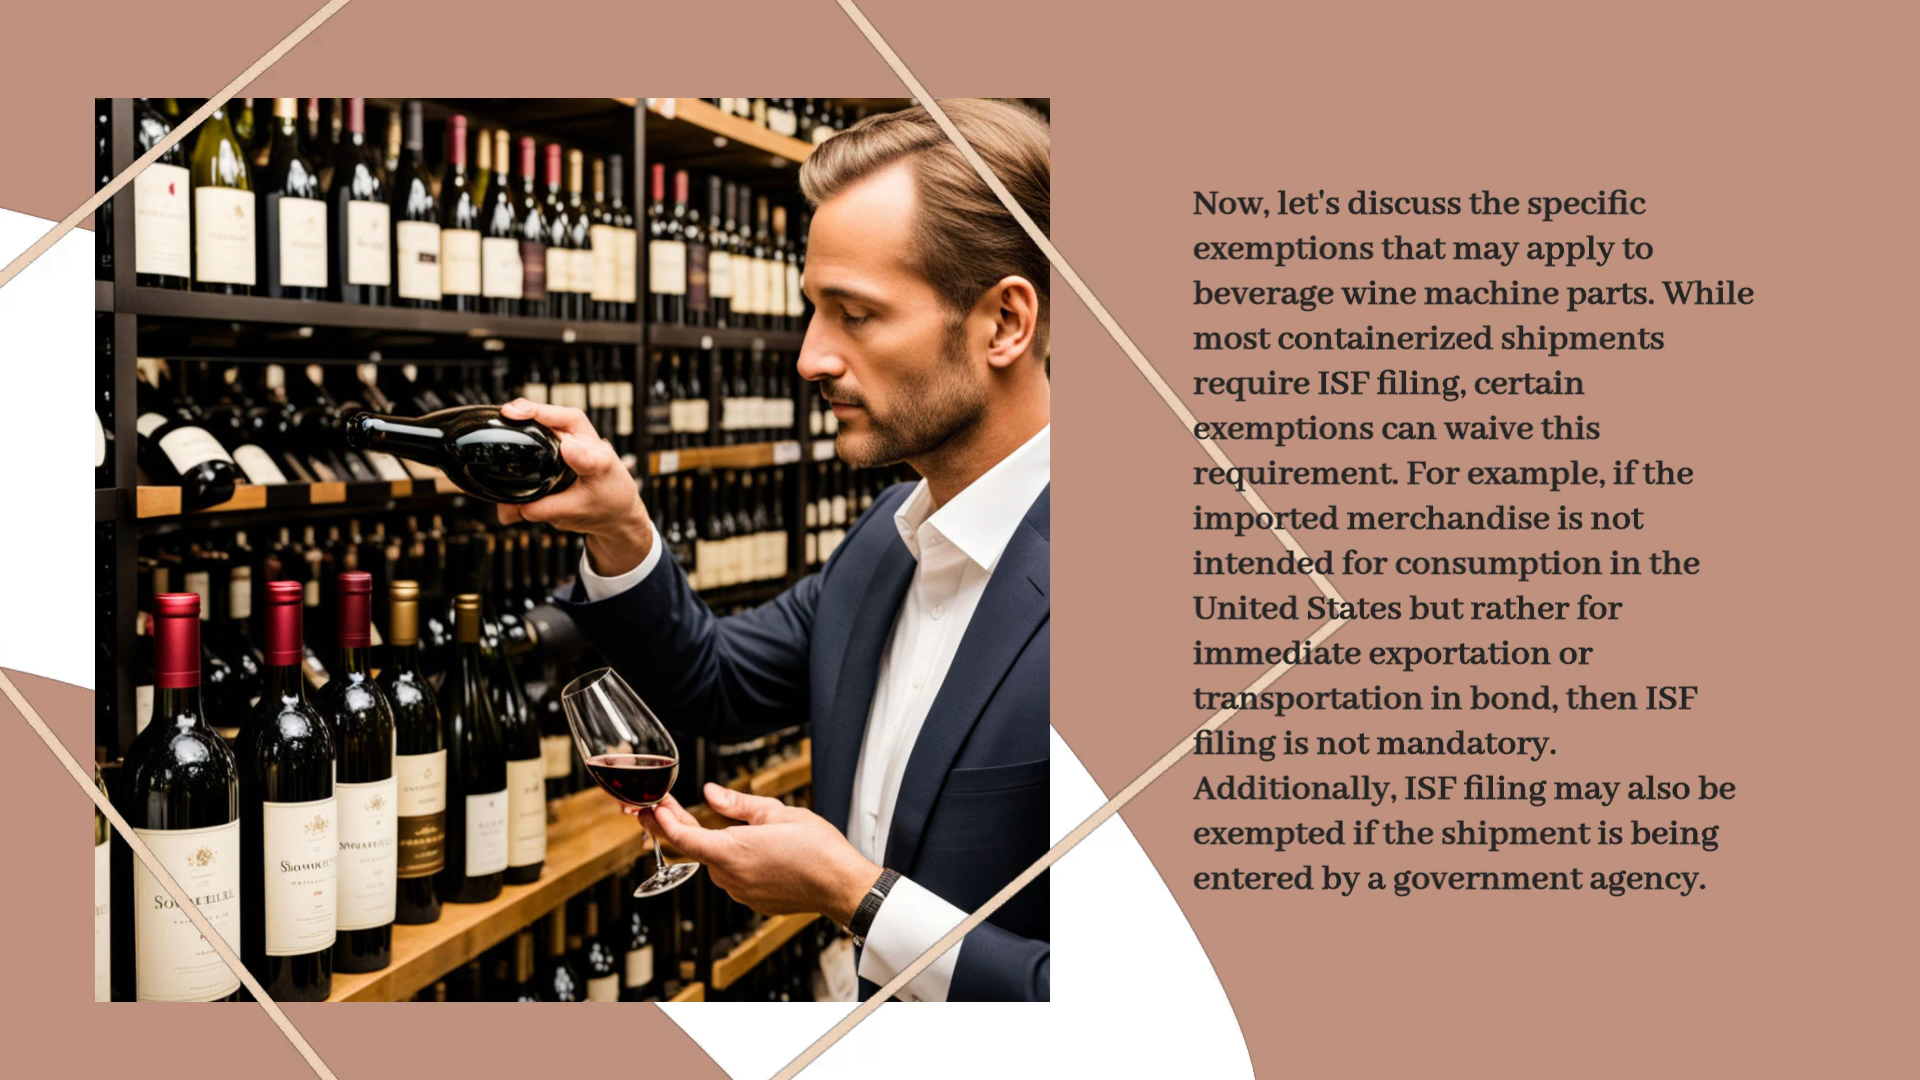 Now, let's discuss the specific
exemptions that may apply to
beverage wine machine parts. While
most containerized shipments
require ISF filing, certain
exemptions can waive this
requirement. For example, if the
imported merchandise is not
intended for consumption in the
United States but rather for
immediate exportation or
transportation in bond, then ISF
filing is not mandatory.
Additionally, ISF filing may also be
exempted if the shipment is being
entered by a government agency.